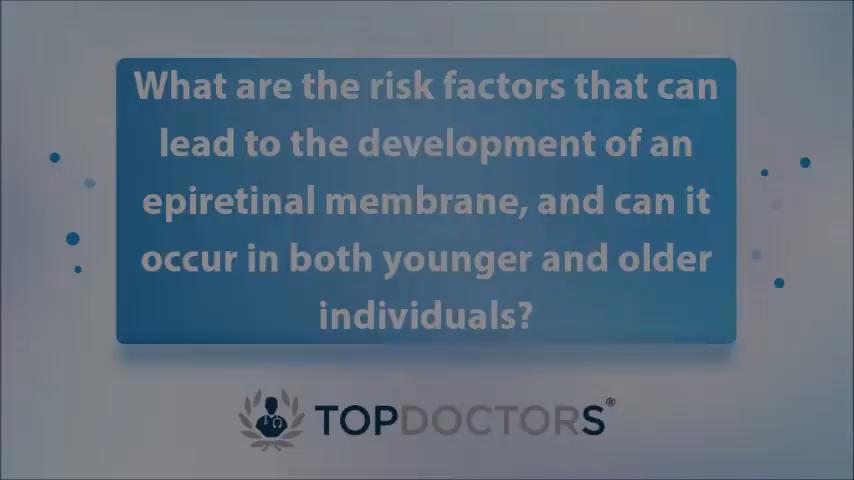 What are the risk factors that can
lead to the development of an
epiretinal membrane, and can it
occur in both younger and older
individuals?
TOPDOCTORS®